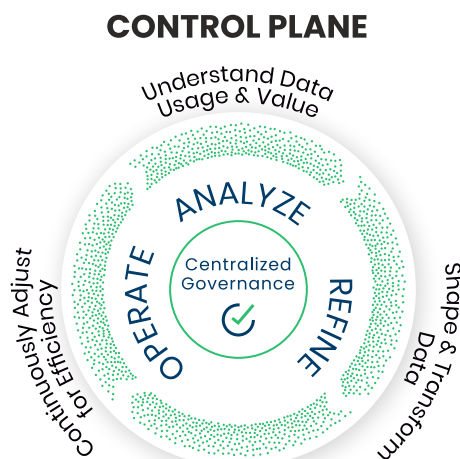 CONTROL PLANE
Understand Data
Usage & Value
ANALYZE
Centralized
Governance
OPERATE
REFINE
Continuously Adjust
for Efficiency
Shape & Transform
Data